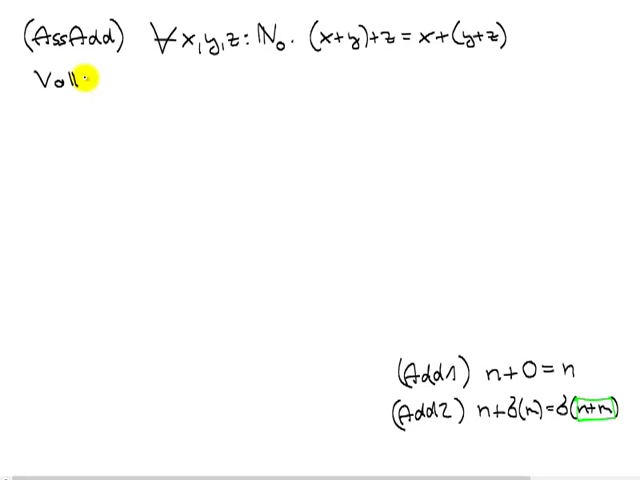 (AssAdd) ∀x,y,z:ℕ₀. (x+y)+z=x+(y+z)
Voll
(Add1) n+0=n
(Add2) n+δ(m)=δ(n+m)